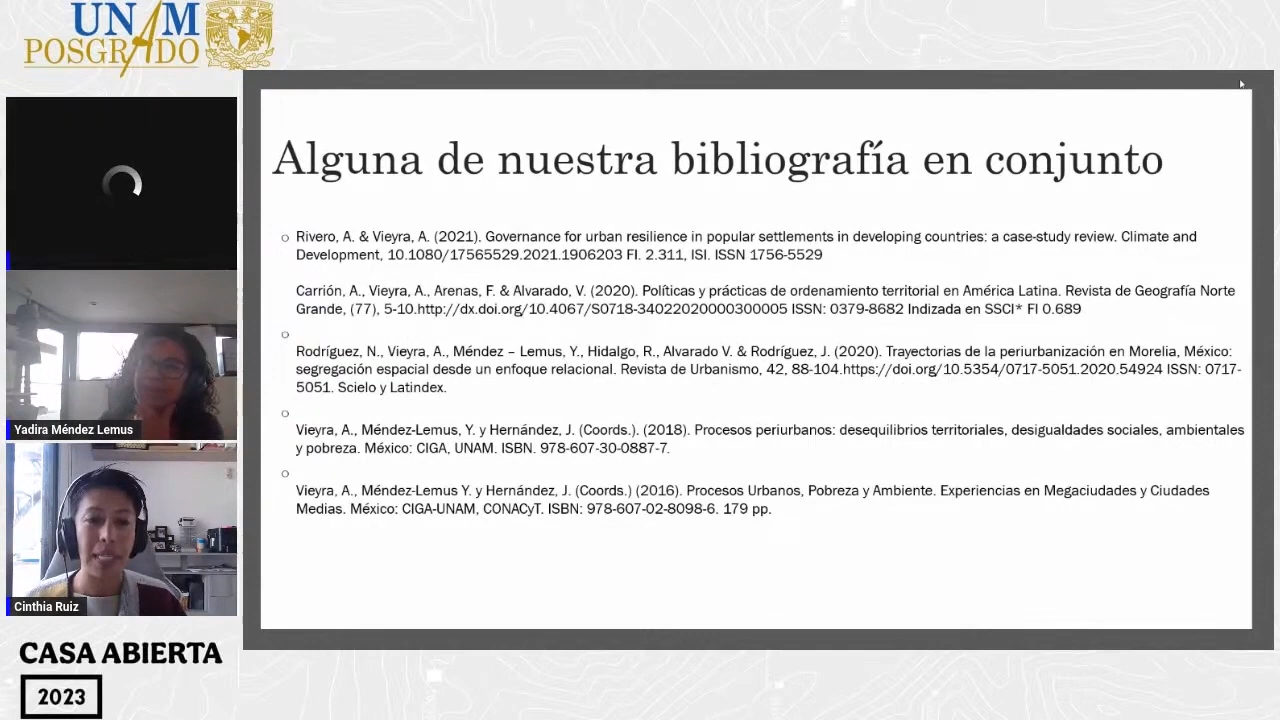 UNAM
POSGRADO
Alguna de nuestra bibliografía en conjunto
Rivero, A. & Vieyra, A. (2021). Governance for urban resilience in popular settlements in developing countries: a case-study review. Climate and
Development, 10.1080/17565529.2021.1906203 FI. 2.311, ISI. ISSN 1756-5529
Carrión, A., Vieyra, A., Arenas, F. & Alvarado, V. (2020). Políticas y prácticas de ordenamiento territorial en América Latina. Revista de Geografía Norte
Grande, (77), 5-10.http://dx.doi.org/10.4067/S0718-34022020000300005 ISSN: 0379-8682 Indizada en SSCI* FI 0.689
Rodríguez, N., Vieyra, A., Méndez – Lemus, Y., Hidalgo, R., Alvarado V. & Rodríguez, J. (2020). Trayectorias de la periurbanización en Morelia, México:
segregación espacial desde un enfoque relacional. Revista de Urbanismo, 42, 88-104.https://doi.org/10.5354/0717-5051.2020.54924 ISSN: 0717-
5051. Scielo y Latindex.
Vieyra, A., Méndez-Lemus, Y. y Hernández, J. (Coords.). (2018). Procesos periurbanos: desequilibrios territoriales, desigualdades sociales, ambientales
y pobreza. México: CIGA, UNAM. ISBN. 978-607-30-0887-7.
Vieyra, A., Méndez-Lemus Y. y Hernández, J. (Coords.) (2016). Procesos Urbanos, Pobreza y Ambiente. Experiencias en Megaciudades y Ciudades
Medias. México: CIGA-UNAM, CONACyT. ISBN: 978-607-02-8098-6. 179 pp.
Yadira Méndez Lemus
Cinthia Ruiz
CASA ABIERTA
2023